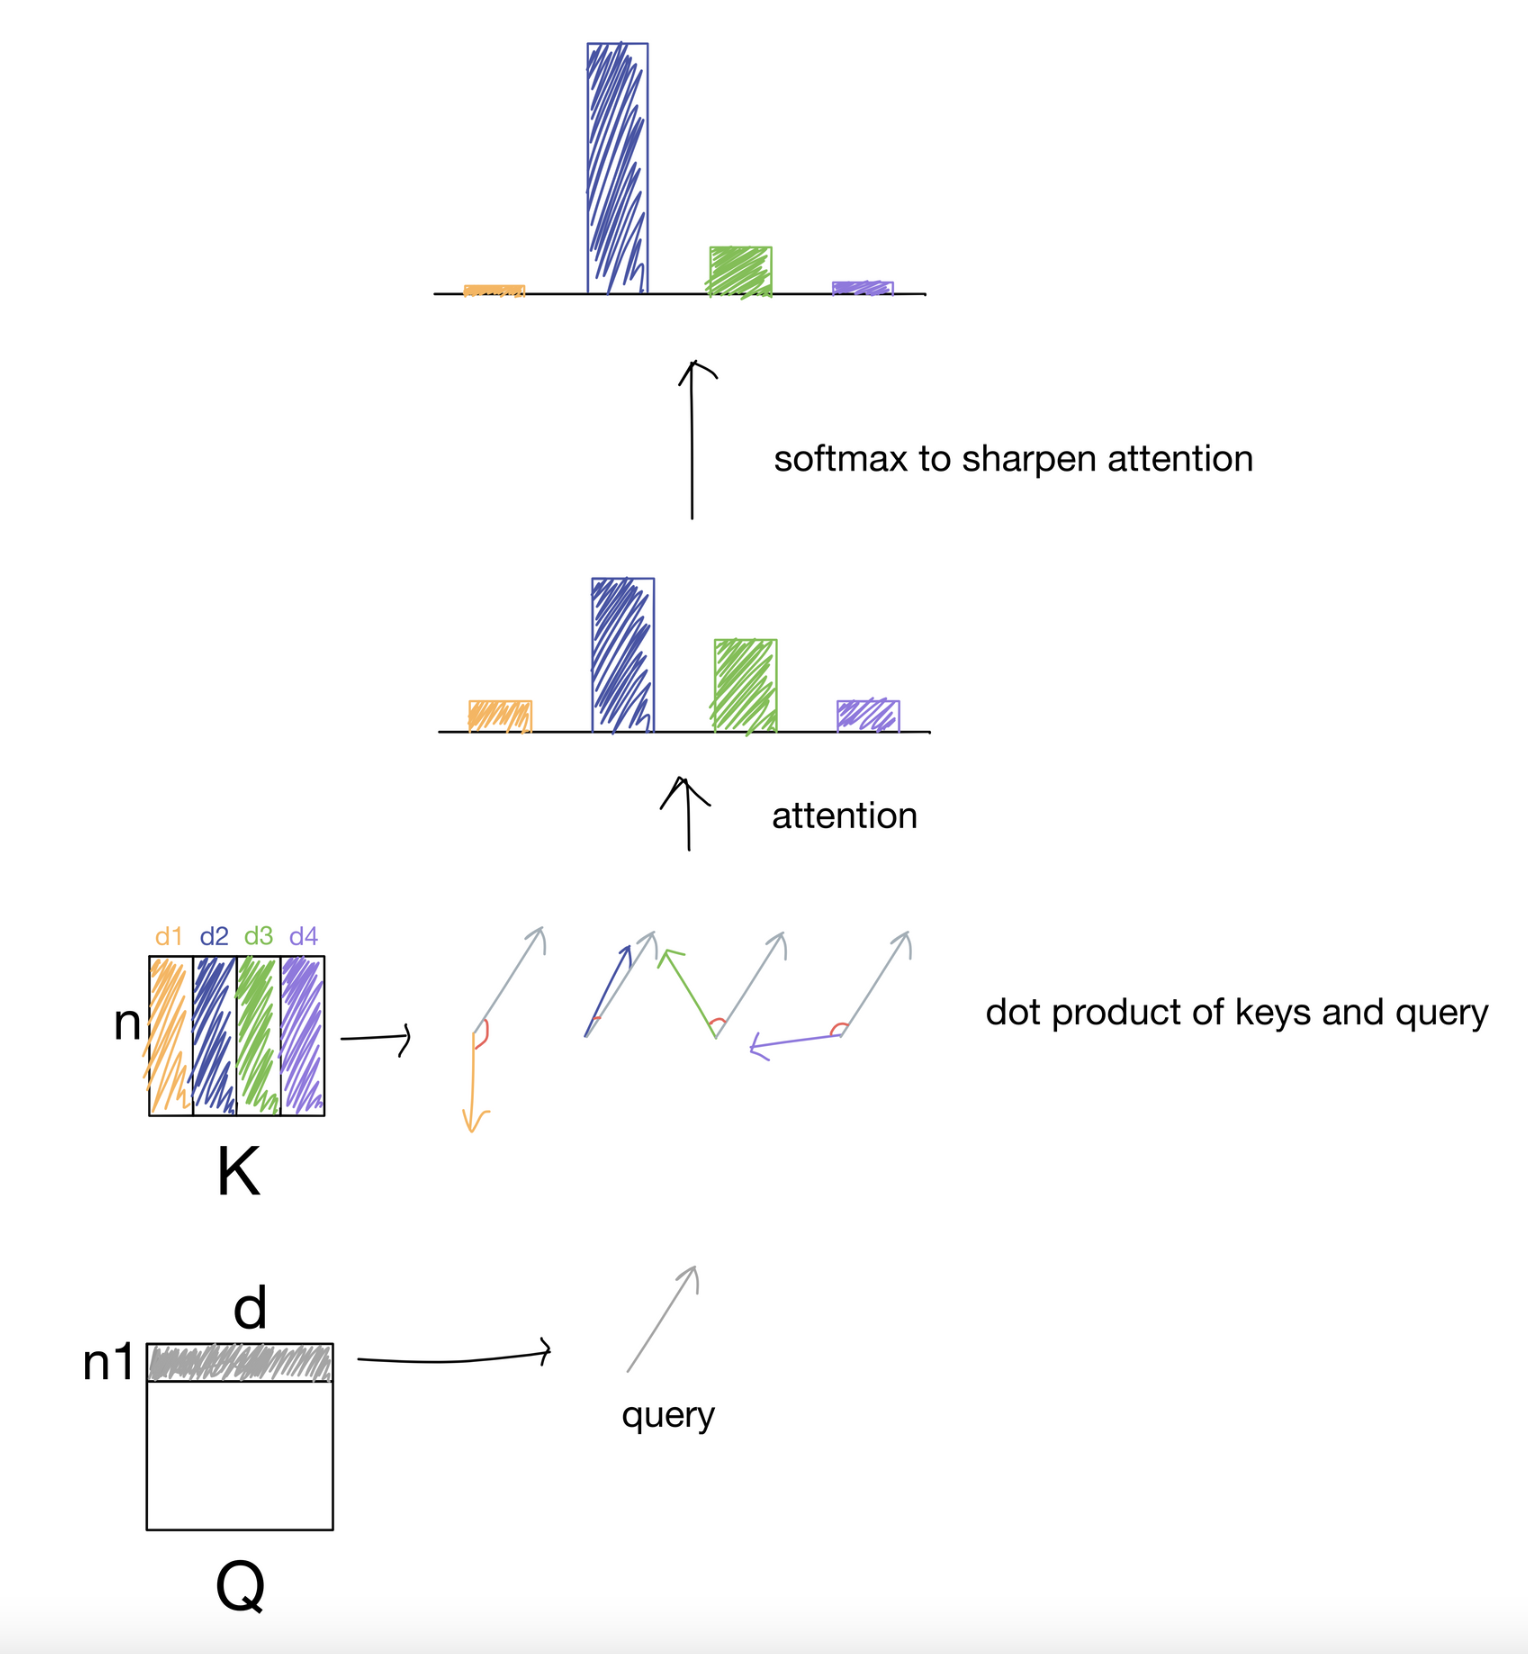 softmax to sharpen attention
attention
d1 d2 d3 d4
n
dot product of keys and query
K
d
n1
query
Q